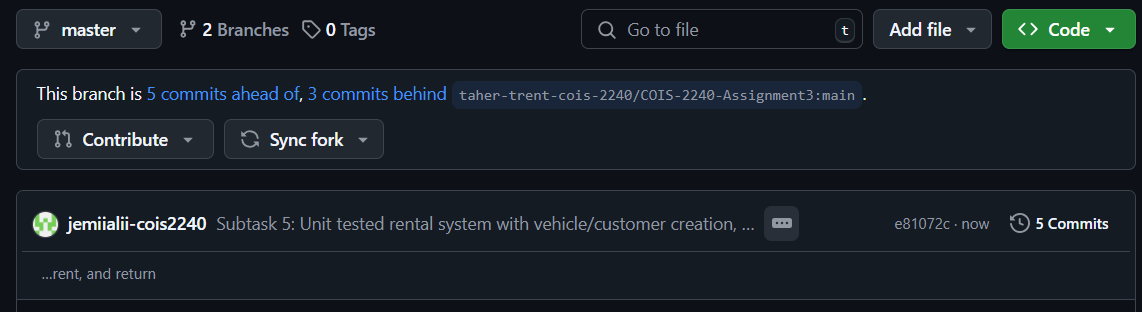 master 2 Branches 0 Tags Go to file t Add file Code
This branch is 5 commits ahead of, 3 commits behind taher-trent-cois-2240/COIS-2240-Assignment3:main.
Contribute Sync fork
jemiialii-cois2240 Subtask 5: Unit tested rental system with vehicle/customer creation, ... e81072c · now 5 Commits
...rent, and return